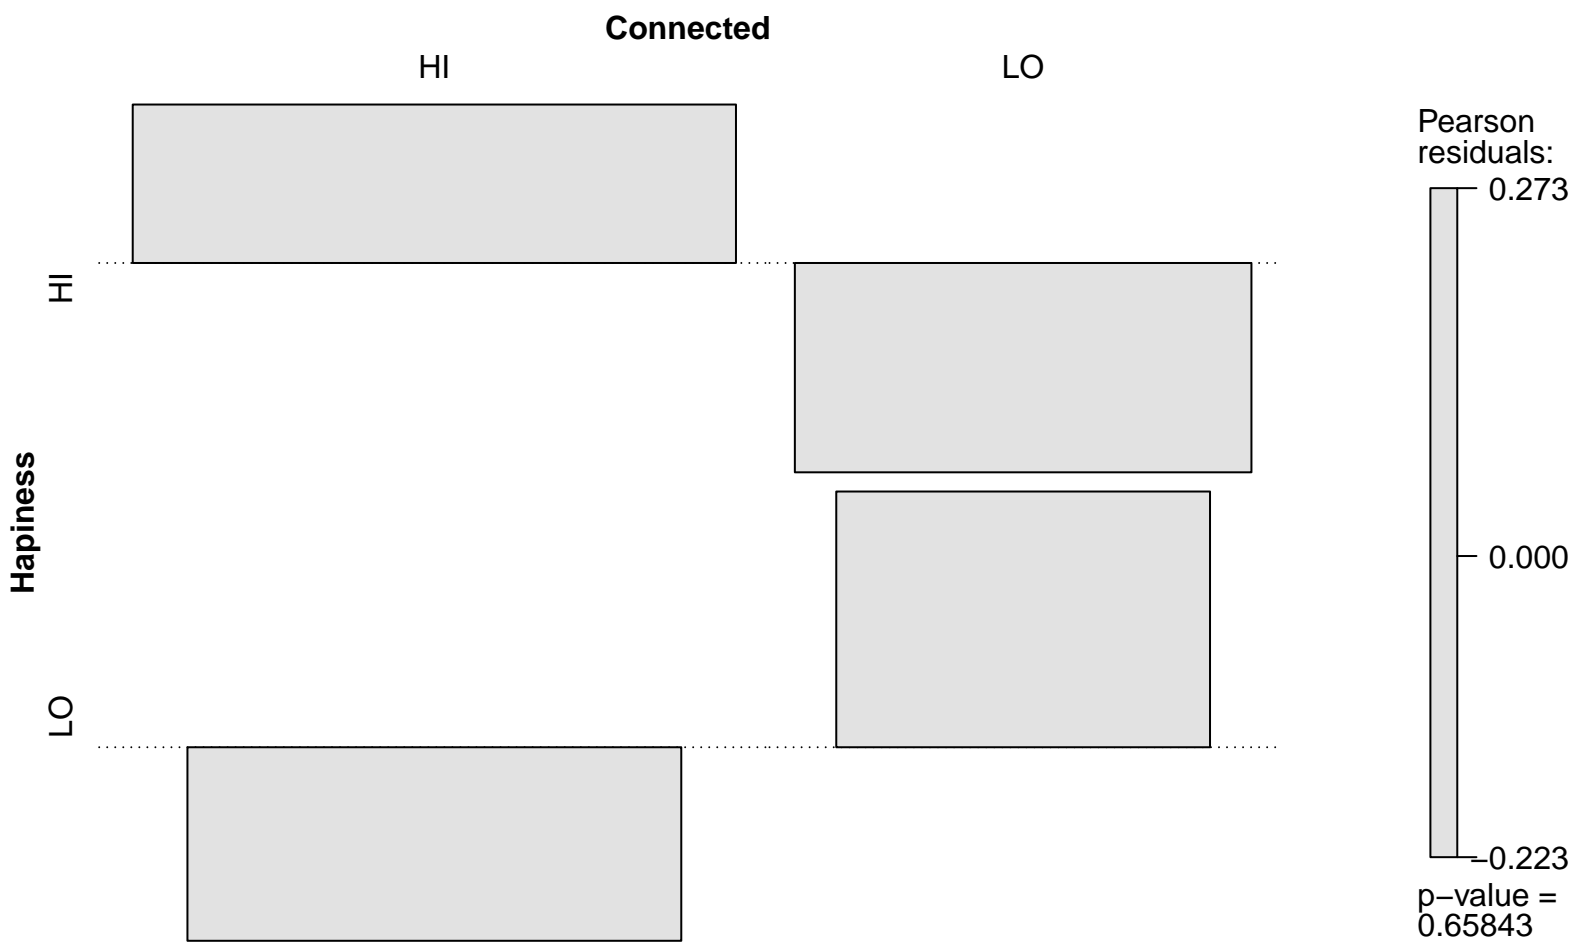 Connected
HI LO
HI
Hapiness
LO
Pearson
residuals:
0.273
0.000
−0.223
p−value =
0.65843